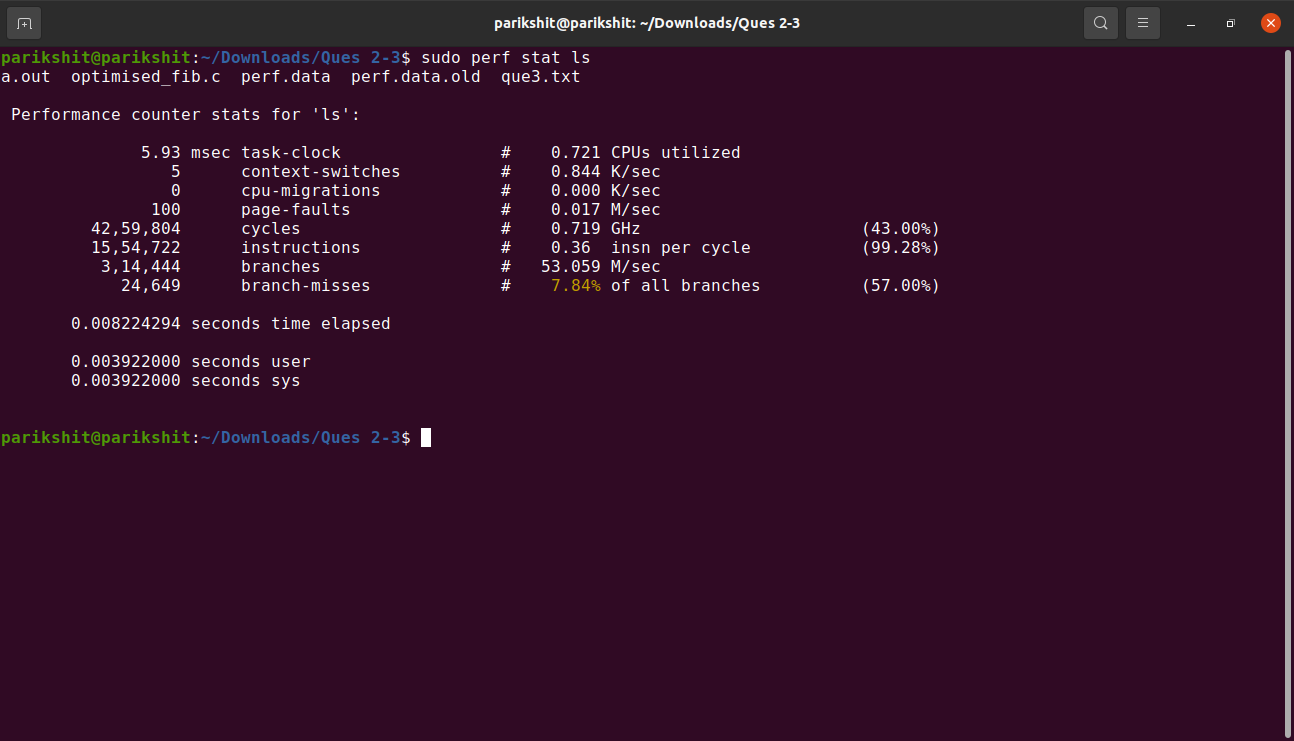 parikshit@parikshit: ~/Downloads/Ques 2-3
parikshit@parikshit:~/Downloads/Ques 2-3$ sudo perf stat ls
a.out  optimised_fib.c  perf.data  perf.data.old  que3.txt
 Performance counter stats for 'ls':
              5.93 msec task-clock                #    0.721 CPUs utilized
                 5      context-switches          #    0.844 K/sec
                 0      cpu-migrations            #    0.000 K/sec
               100      page-faults               #    0.017 M/sec
         42,59,804      cycles                    #    0.719 GHz                      (43.00%)
         15,54,722      instructions              #    0.36  insn per cycle           (99.28%)
          3,14,444      branches                  #   53.059 M/sec
            24,649      branch-misses             #    7.84% of all branches          (57.00%)
       0.008224294 seconds time elapsed
       0.003922000 seconds user
       0.003922000 seconds sys
parikshit@parikshit:~/Downloads/Ques 2-3$